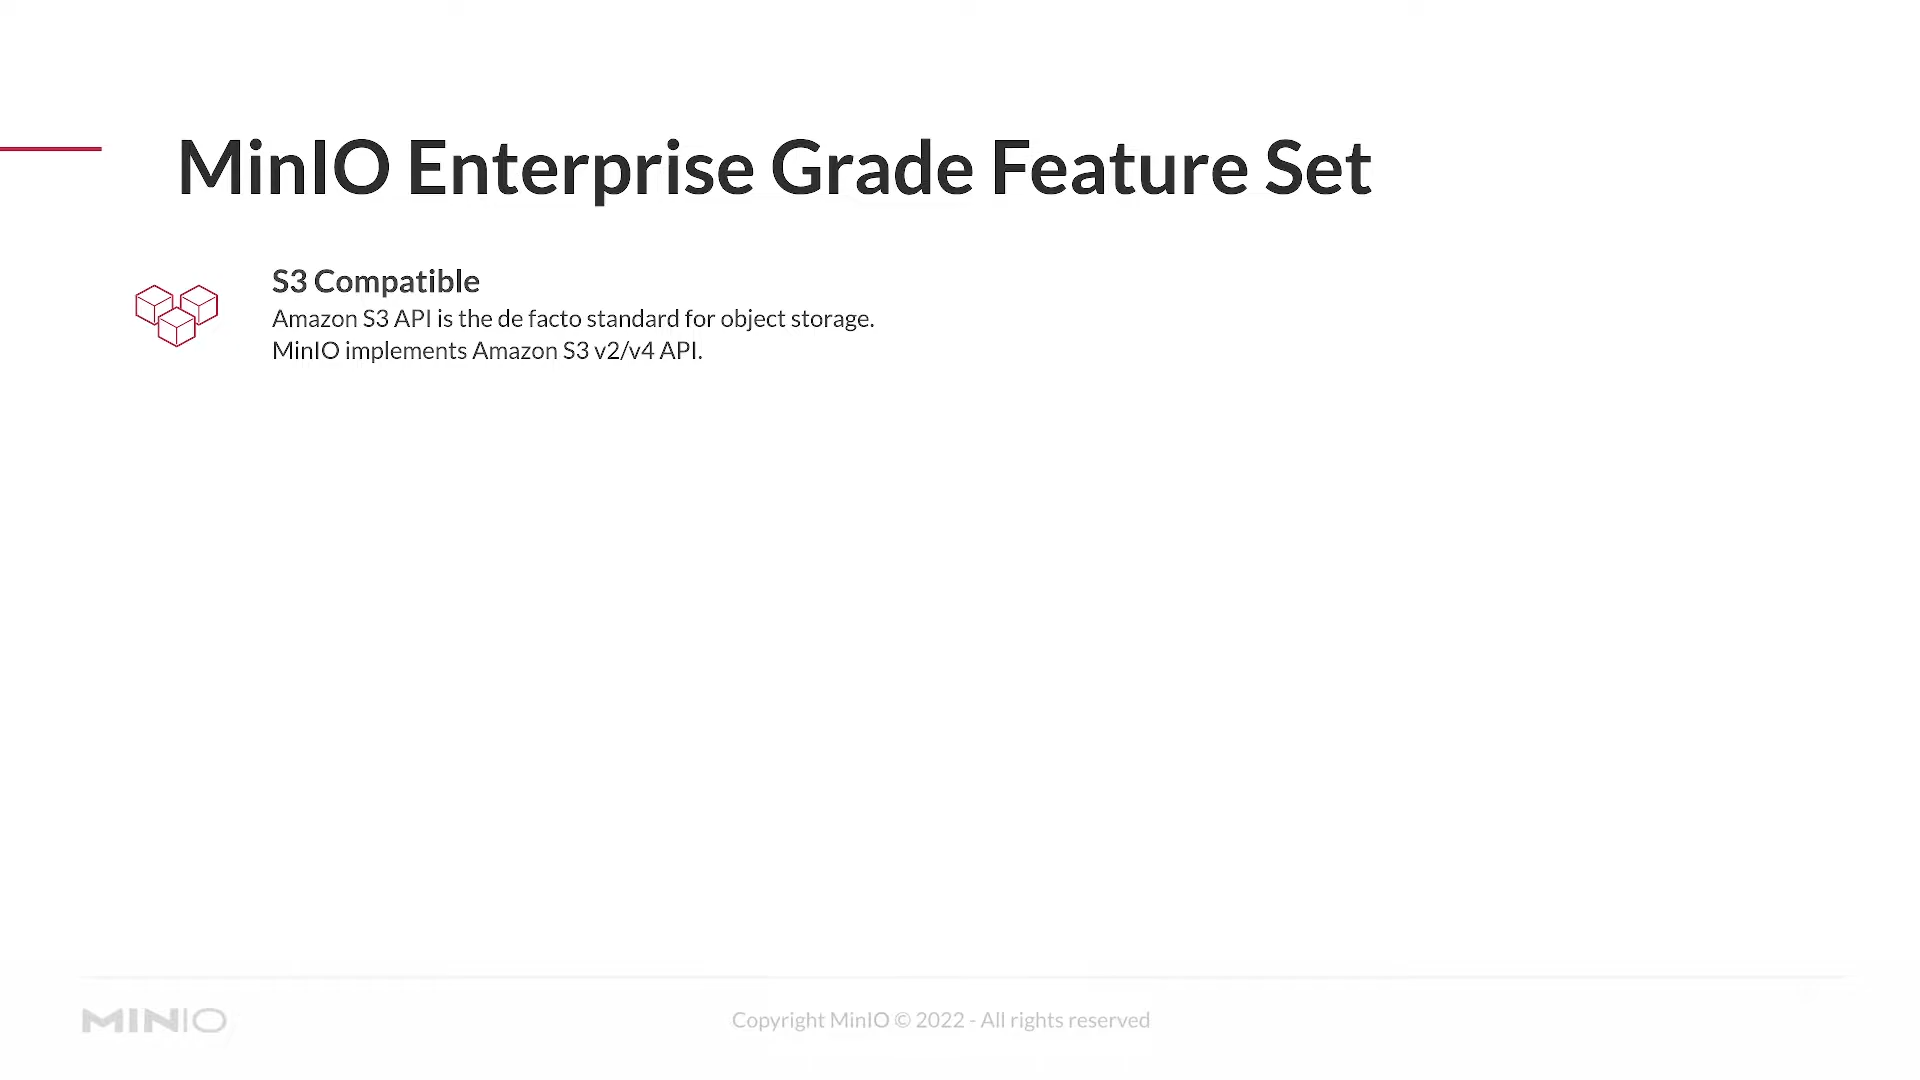 MinIO Enterprise Grade Feature Set
S3 Compatible
Amazon S3 API is the de facto standard for object storage.
MinIO implements Amazon S3 v2/v4 API.
MINIO
Copyright MinIO © 2022 - All rights reserved